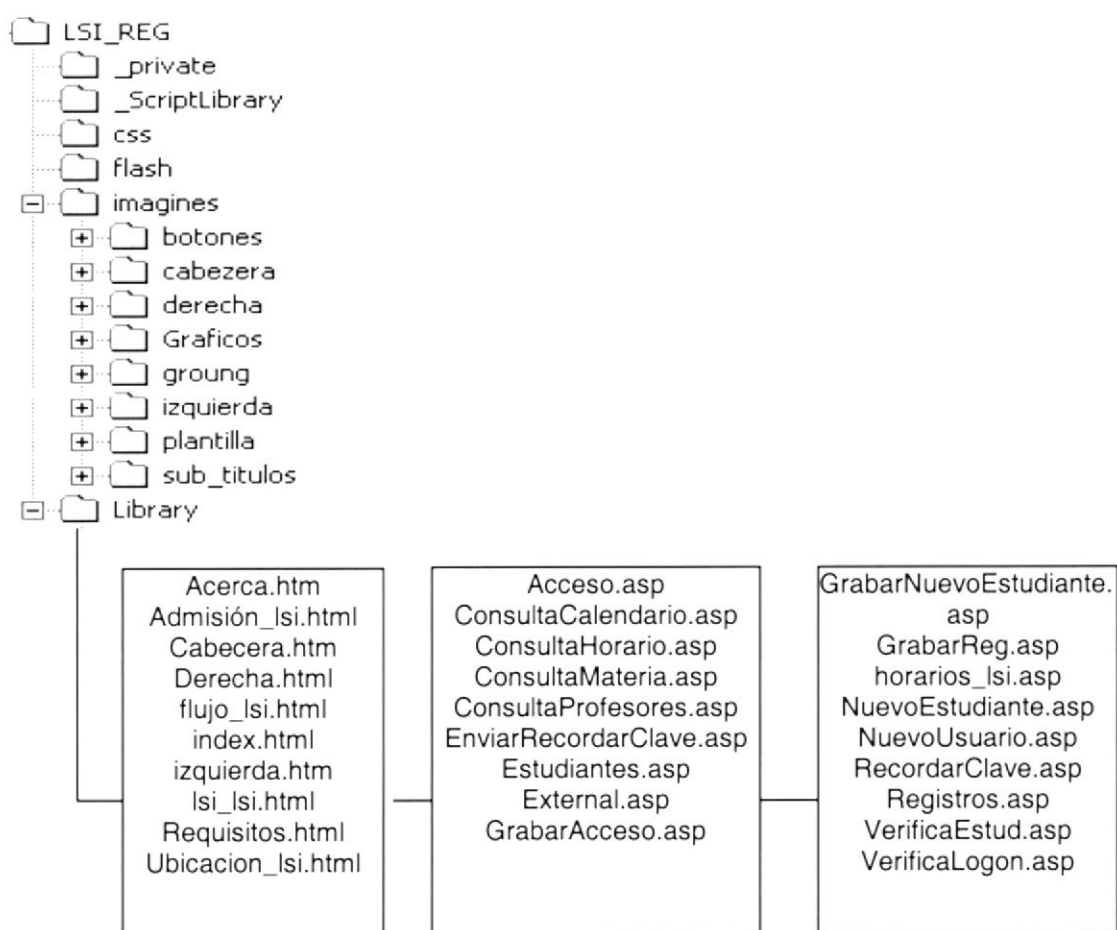 LSI_REG
_private
_ScriptLibrary
css
flash
imagines
botones
cabezera
derecha
Graficos
groung
izquierda
plantilla
sub_titulos
Library
Acerca.htm
Admisión_lsi.html
Cabecera.htm
Derecha.html
flujo_lsi.html
index.html
izquierda.htm
lsi_lsi.html
Requisitos.html
Ubicacion_lsi.html
Acceso.asp
ConsultaCalendario.asp
ConsultaHorario.asp
ConsultaMateria.asp
ConsultaProfesores.asp
EnviarRecordarClave.asp
Estudiantes.asp
External.asp
GrabarAcceso.asp
GrabarNuevoEstudiante.
asp
GrabarReg.asp
horarios_lsi.asp
NuevoEstudiante.asp
NuevoUsuario.asp
RecordarClave.asp
Registros.asp
VerificaEstud.asp
VerificaLogon.asp